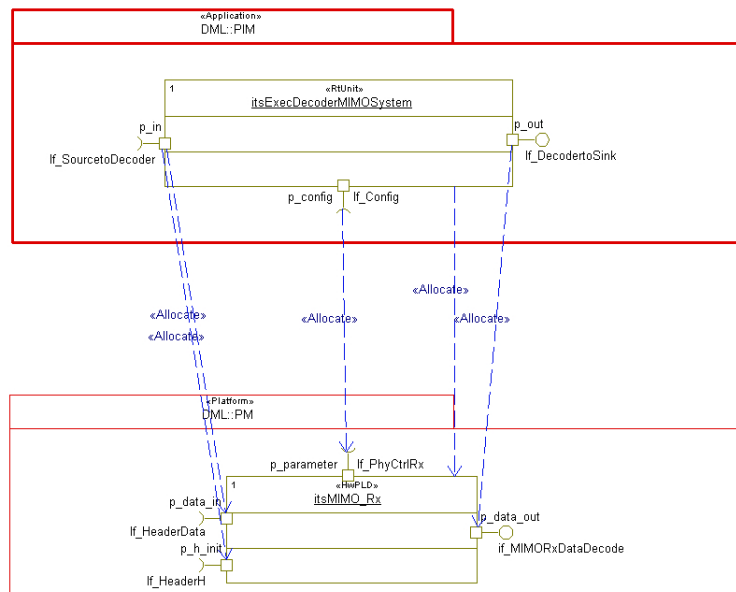 «Application»
DML::PIM
1
«RtUnit»
itsExecDecoderMIMOSystem
p_in
p_out
If_SourcetoDecoder
If_DecodertoSink
p_config
If_Config
«Allocate»
«Allocate»
«Allocate»
«Allocate»
«Allocate»
«Platform»
DML::PM
p_parameter
If_PhyCtrlRx
1
«HwPLD»
itsMIMO_Rx
p_data_in
p_data_out
If_HeaderData
if_MIMORxDataDecode
p_h_init
If_HeaderH